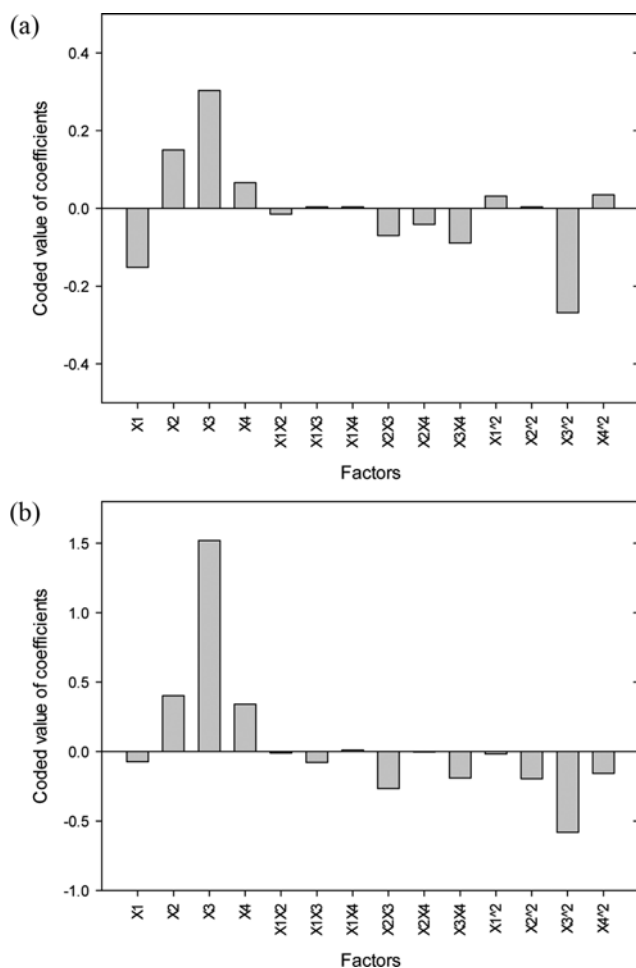 (a)
0.4
0.2
0.0
-0.2
-0.4
Coded value of coefficients
X1
X2
X3
X4
X1X2
X1X3
X1X4
X2X3
X2X4
X3X4
X1^2
X2^2
X3^2
X4^2
Factors
(b)
1.5
1.0
0.5
0.0
-0.5
-1.0
Coded value of coefficients
X1
X2
X3
X4
X1X2
X1X3
X1X4
X2X3
X2X4
X3X4
X1^2
X2^2
X3^2
X4^2
Factors